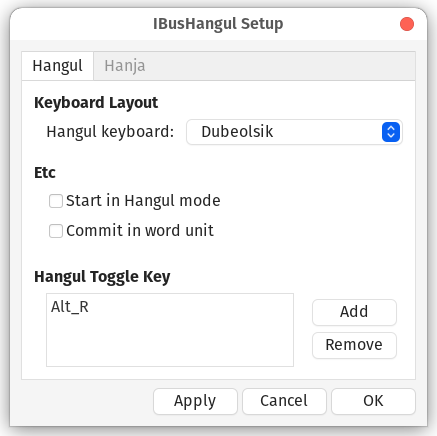 IBusHangul Setup
Hangul Hanja
Keyboard Layout
Hangul keyboard: Dubeolsik
Etc
Start in Hangul mode
Commit in word unit
Hangul Toggle Key
Alt_R
Add
Remove
Apply Cancel OK